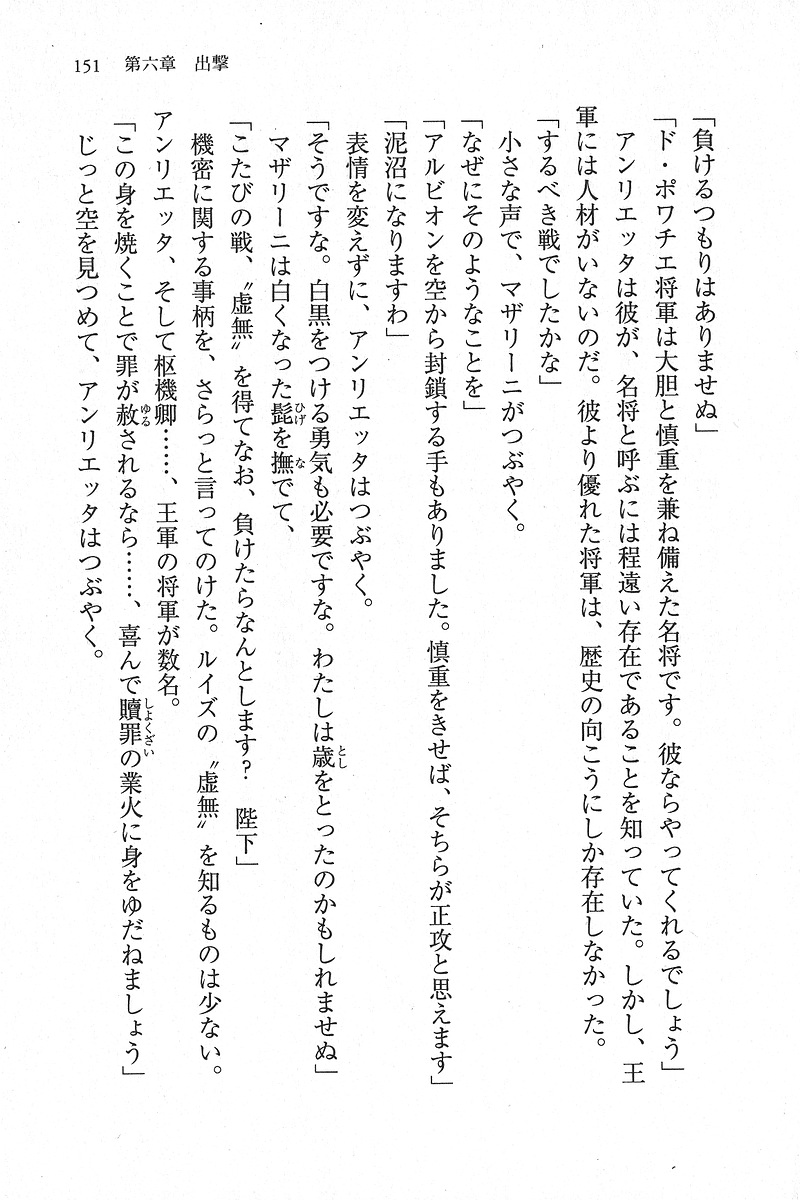 151 第六章 出撃
「負けるつもりはありませぬ」
「ド・ポワチエ将軍は大胆と慎重を兼ね備えた名将です。彼ならやってくれるでしょう」
アンリエッタは彼が、名将と呼ぶには程遠い存在であることを知っていた。しかし、王
軍には人材がいないのだ。彼より優れた将軍は、歴史の向こうにしか存在しなかった。
「するべき戦でしたかな」
小さな声で、マザリーニがつぶやく。
「なぜにそのようなことを」
「アルビオンを空から封鎖する手もありました。慎重をきせば、そちらが正攻と思えます」
「泥沼になりますわ」
表情を変えずに、アンリエッタはつぶやく。
「そうですな。白黒をつける勇気も必要ですな。わたしは歳をとったのかもしれませぬ」
マザリーニは白くなった髭を撫でて、
「こたびの戦、〝虚無〟を得てなお、負けたらなんとします? 陛下」
機密に関する事柄を、さらっと言ってのけた。ルイズの〝虚無〟を知るものは少ない。
アンリエッタ、そして枢機卿……、王軍の将軍が数名。
「この身を焼くことで罪が赦されるなら……、喜んで贖罪の業火に身をゆだねましょう」
じっと空を見つめて、アンリエッタはつぶやく。